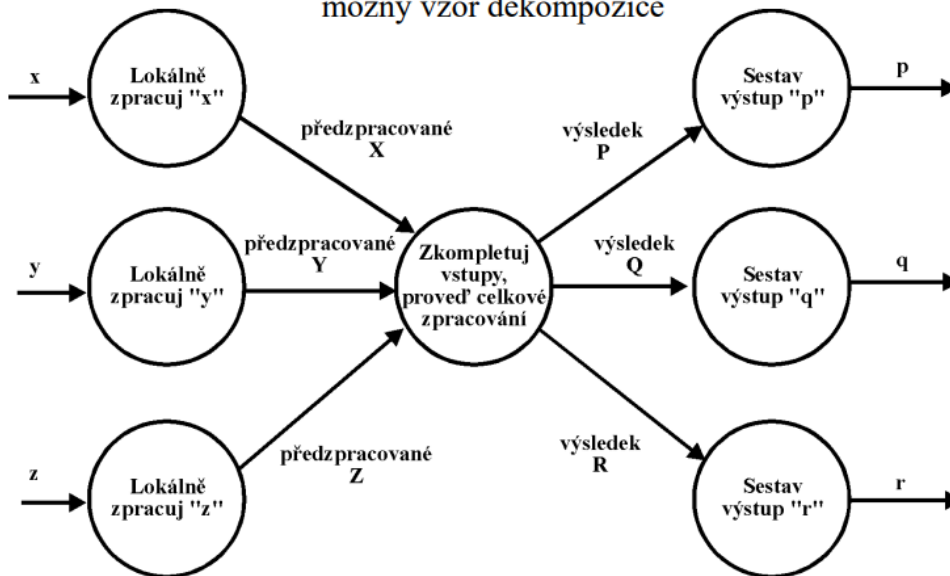 možný vzor dekompozice
x
Lokálně
zpracuj "x"
předzpracované
X
výsledek
P
Sestav
výstup "p"
p
y
Lokálně
zpracuj "y"
předzpracované
Y
Zkompletuj
vstupy,
proveď celkové
zpracování
výsledek
Q
Sestav
výstup "q"
q
z
Lokálně
zpracuj "z"
předzpracované
Z
výsledek
R
Sestav
výstup "r"
r